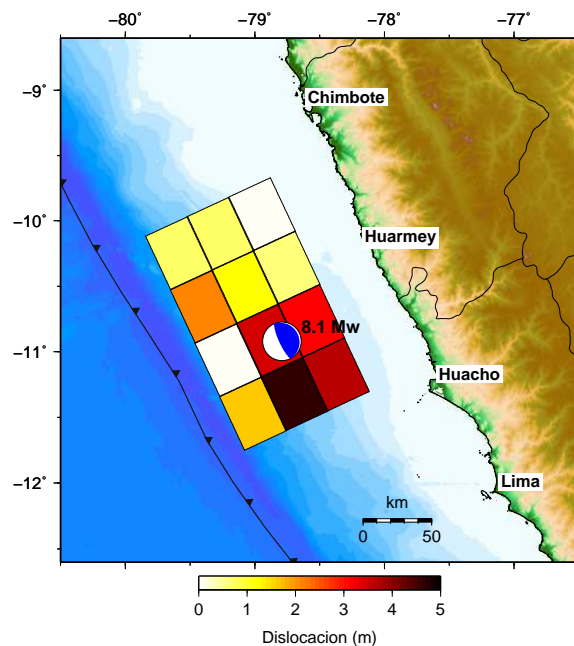 −80° −79° −78° −77°
−9°
Chimbote
−10°
Huarmey
8.1 Mw
−11°
Huacho
−12°
Lima
km
0 50
0 1 2 3 4 5
Dislocacion (m)